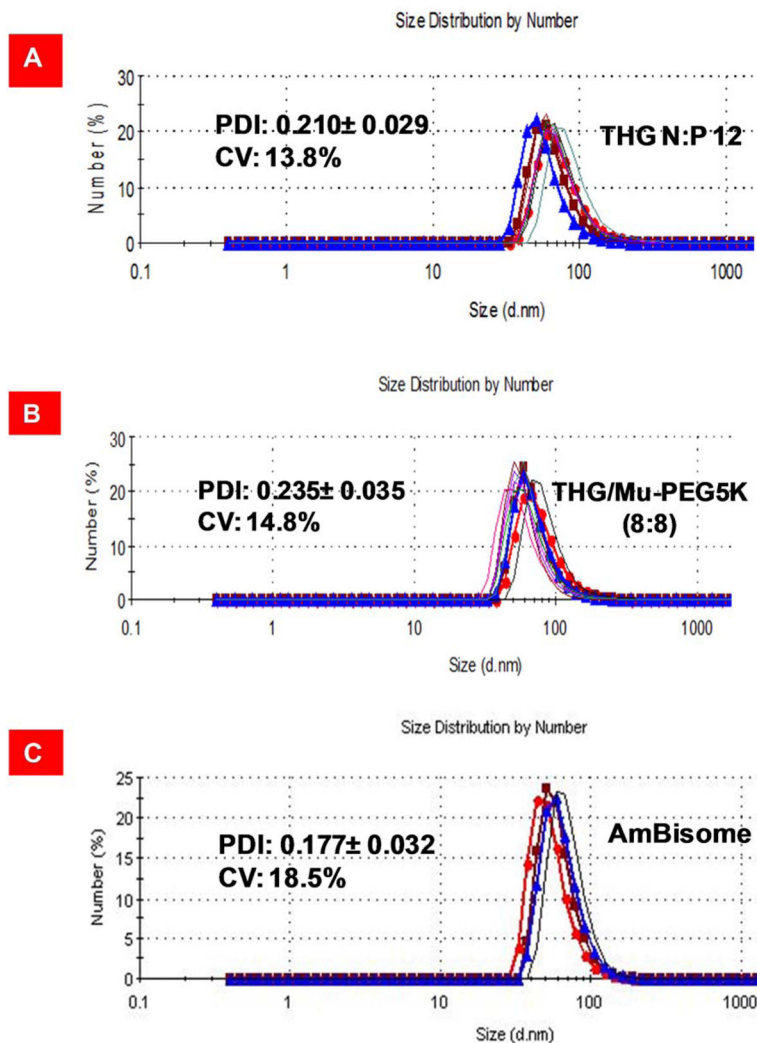 A
Size Distribution by Number
30
20
10
0
Number (%)
PDI: 0.210± 0.029
CV: 13.8%
THG N:P 12
0.1 1 10 100 1000
Size (d.nm)
B
Size Distribution by Number
30
20
10
0
Number (%)
PDI: 0.235± 0.035
CV: 14.8%
THG/Mu-PEG5K
(8:8)
0.1 1 10 100 1000
Size (d.nm)
C
Size Distribution by Number
25
20
15
10
5
0
Number (%)
PDI: 0.177± 0.032
CV: 18.5%
AmBisome
0.1 1 10 100 1000
Size (d.nm)